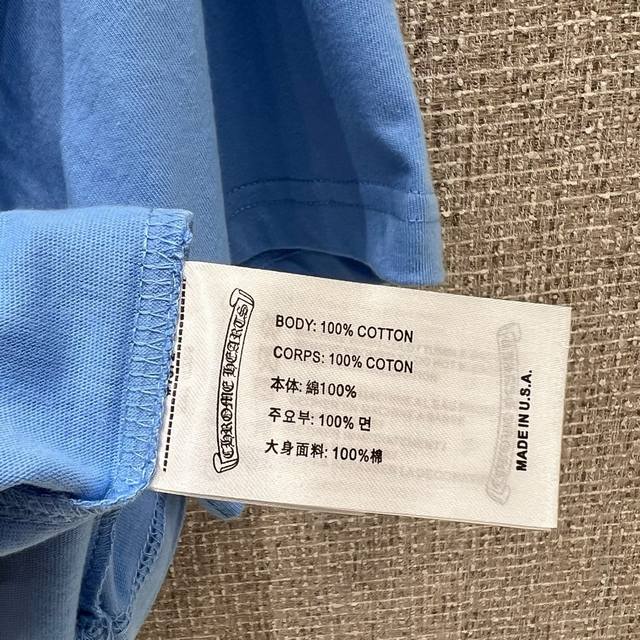 CHROME HEARTS
BODY: 100% COTTON
CORPS: 100% COTON
本体: 綿100%
주요부: 100% 면
大身面料: 100%棉
MADE IN U.S.A.